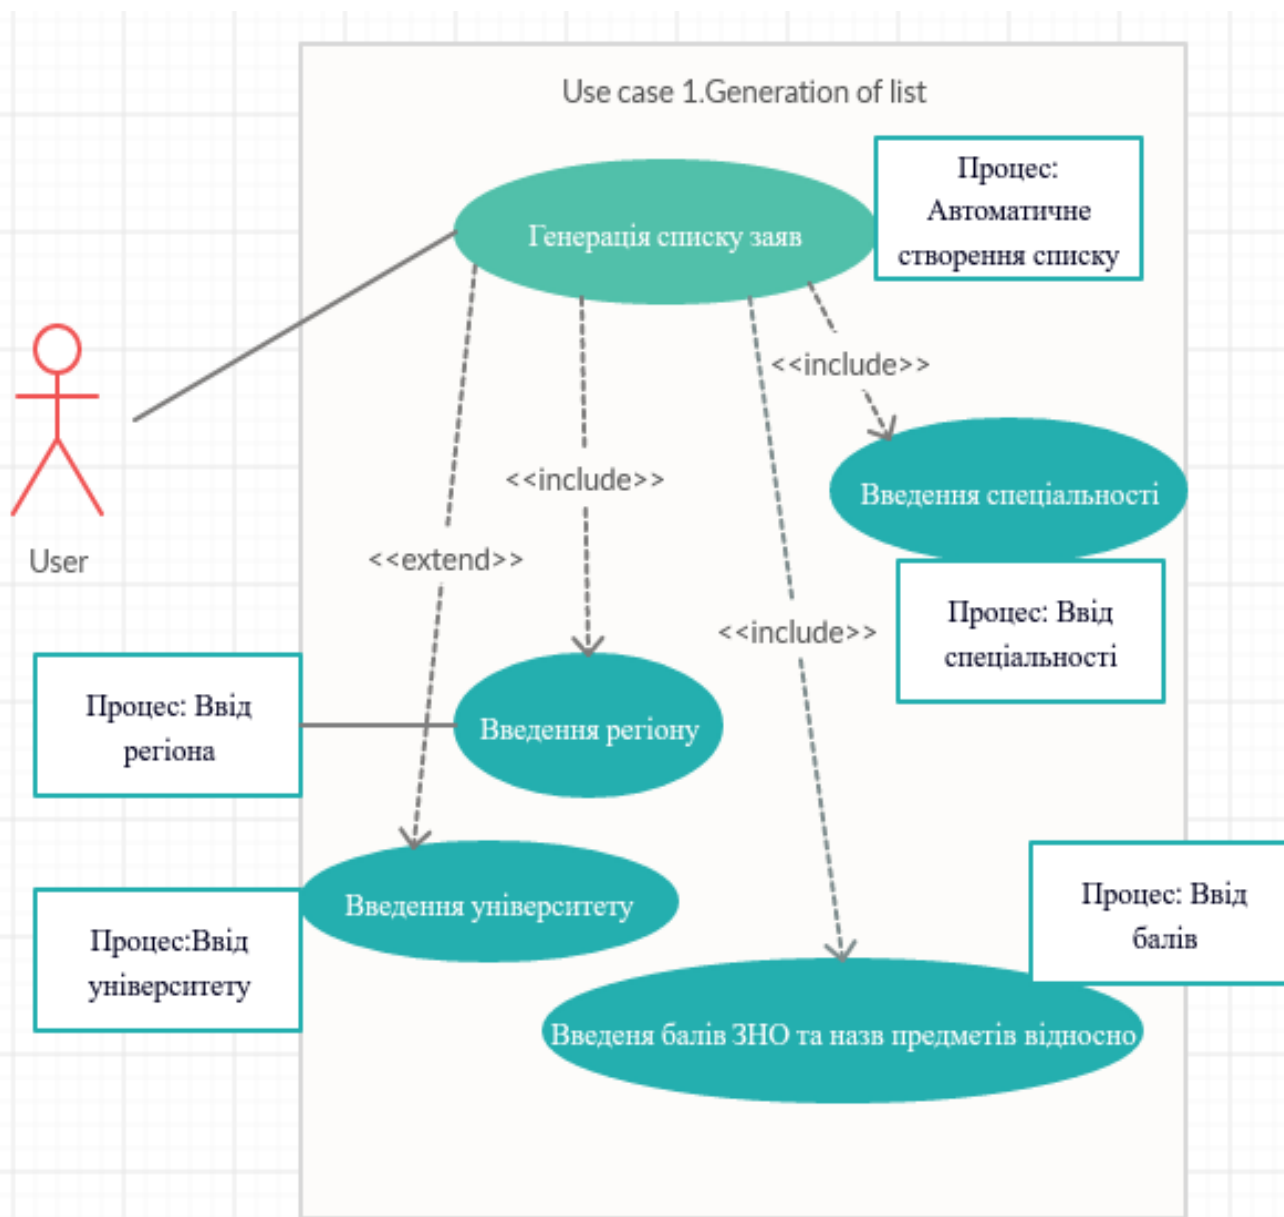 Use case 1.Generation of list
Процес:
Автоматичне
створення списку
Генерація списку заяв
<<include>>
<<include>>
Введення спеціальності
<<extend>>
User
Процес: Ввід
спеціальності
<<include>>
Процес: Ввід
регіона
Введення регіону
Процес: Ввід
балів
Введення університету
Процес:Ввід
університету
Введеня балів ЗНО та назв предметів відносно